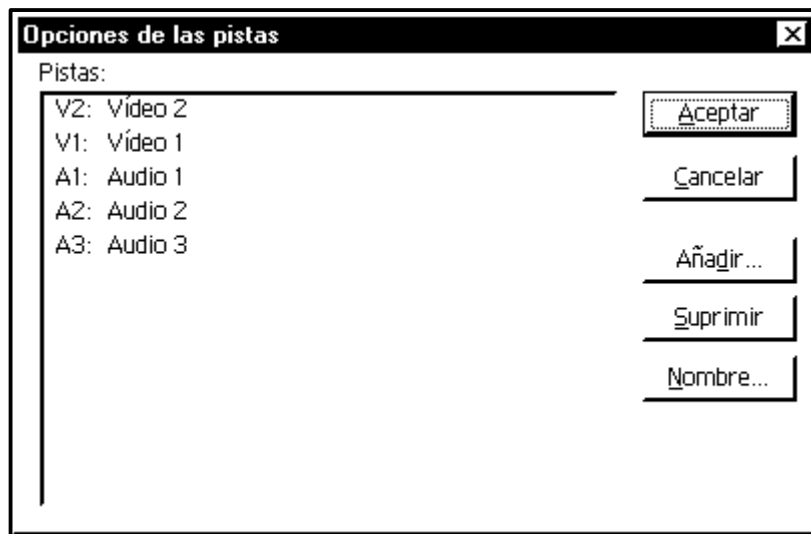 Opciones de las pistas
Pistas:
V2: Vídeo 2
V1: Vídeo 1
A1: Audio 1
A2: Audio 2
A3: Audio 3
Aceptar
Cancelar
Añadir...
Suprimir
Nombre...